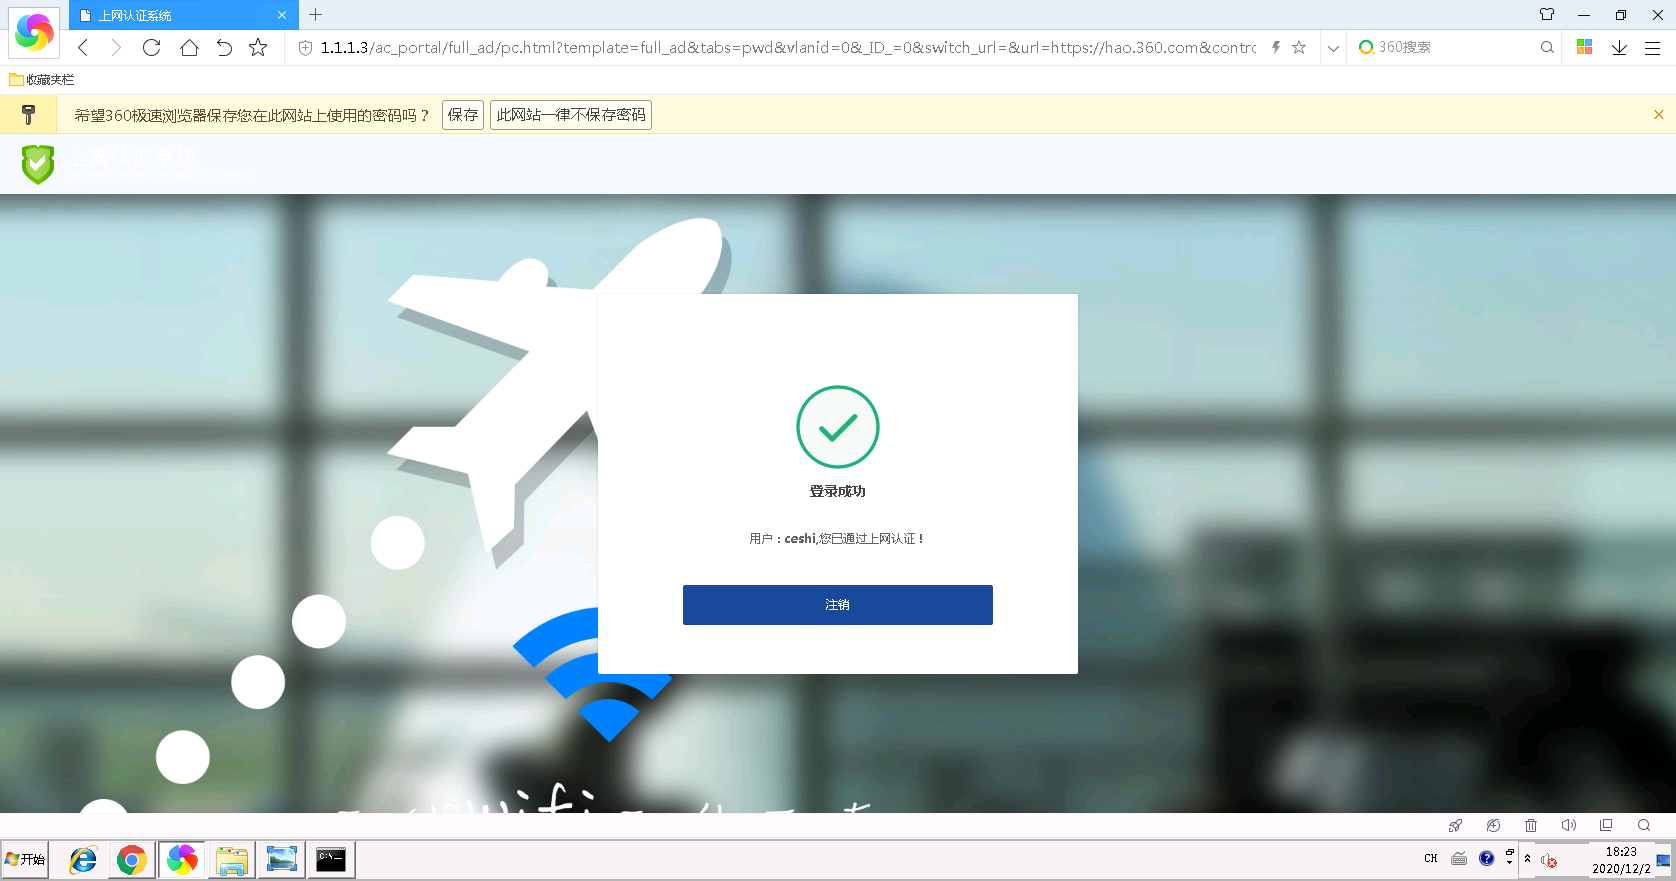 上网认证系统
1.1.1.3/ac_portal/full_ad/pc.html?template=full_ad&tabs=pwd&vlanid=0&_ID_=0&switch_url=&url=https://hao.360.com&contro
360搜索
收藏夹栏
希望360极速浏览器保存您在此网站上使用的密码吗？ 保存 此网站一律不保存密码
上网认证系统
Identity Authentication System
登录成功
用户：ceshi,您已通过上网认证！
注销
wifi
开始
C:\
CH
18:23
2020/12/2